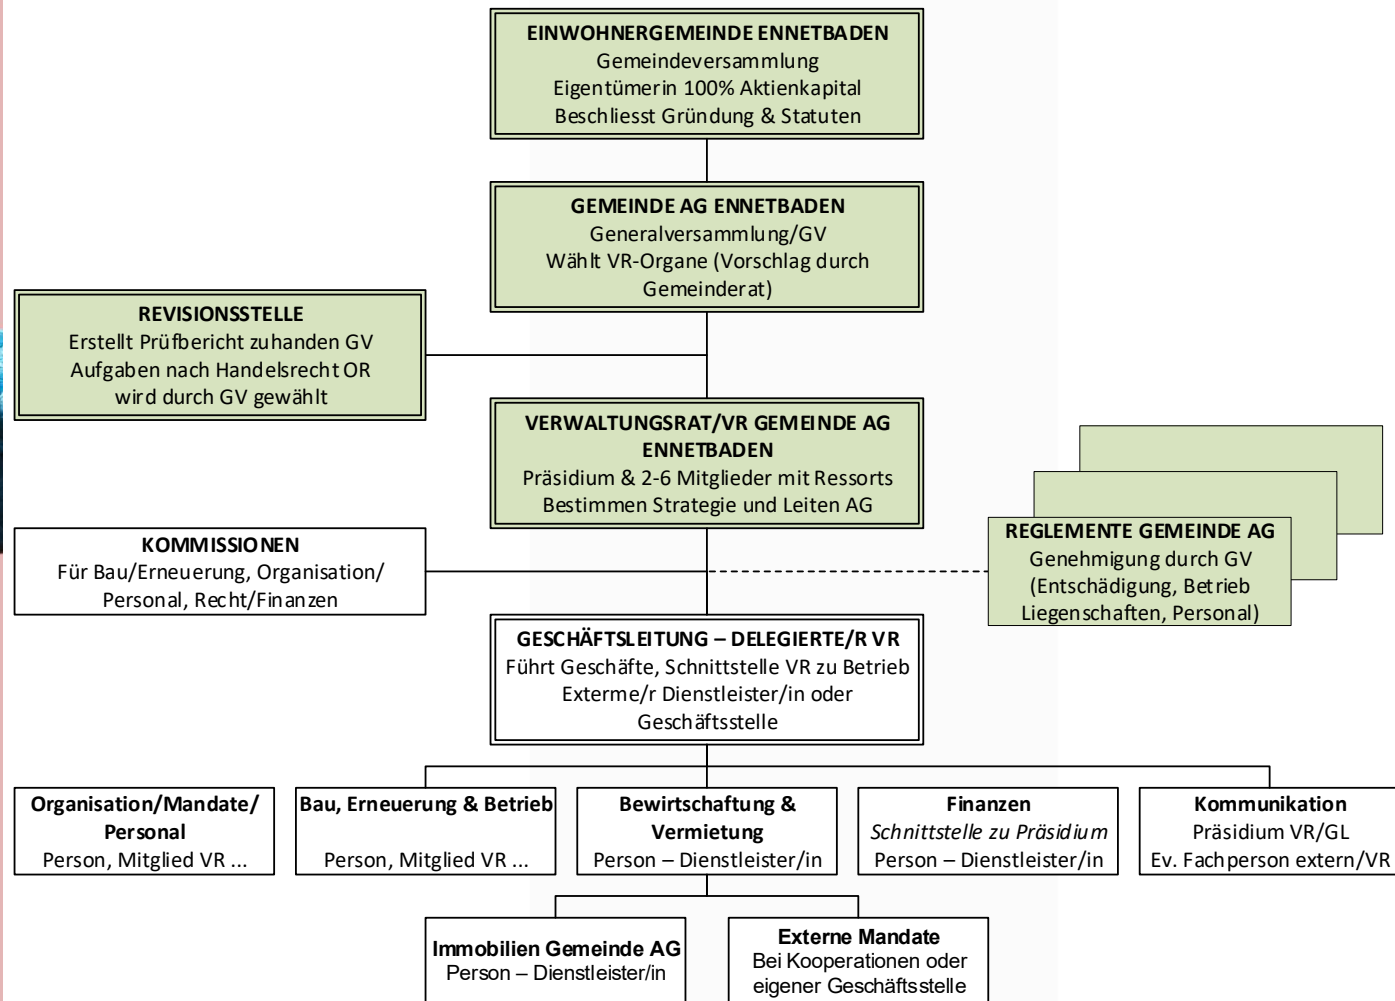 EINWOHNERGEMEINDE ENNETBADEN
Gemeindeversammlung
Eigentümerin 100% Aktienkapital
Beschliesst Gründung & Statuten
GEMEINDE AG ENNETBADEN
Generalversammlung/GV
Wählt VR-Organe (Vorschlag durch
Gemeinderat)
REVISIONSSTELLE
Erstellt Prüfbericht zuhanden GV
Aufgaben nach Handelsrecht OR
wird durch GV gewählt
VERWALTUNGSRAT/VR GEMEINDE AG
ENNETBADEN
Präsidium & 2-6 Mitglieder mit Ressorts
Bestimmen Strategie und Leiten AG
REGLEMENTE GEMEINDE AG
Genehmigung durch GV
(Entschädigung, Betrieb
Liegenschaften, Personal)
KOMMISSIONEN
Für Bau/Erneuerung, Organisation/
Personal, Recht/Finanzen
GESCHÄFTSLEITUNG – DELEGIERTE/R VR
Führt Geschäfte, Schnittstelle VR zu Betrieb
Exterme/r Dienstleister/in oder
Geschäftsstelle
Organisation/Mandate/
Personal
Person, Mitglied VR ...
Bau, Erneuerung & Betrieb
Person, Mitglied VR ...
Bewirtschaftung &
Vermietung
Person – Dienstleister/in
Finanzen
Schnittstelle zu Präsidium
Person – Dienstleister/in
Kommunikation
Präsidium VR/GL
Ev. Fachperson extern/VR
Immobilien Gemeinde AG
Person – Dienstleister/in
Externe Mandate
Bei Kooperationen oder
eigener Geschäftsstelle